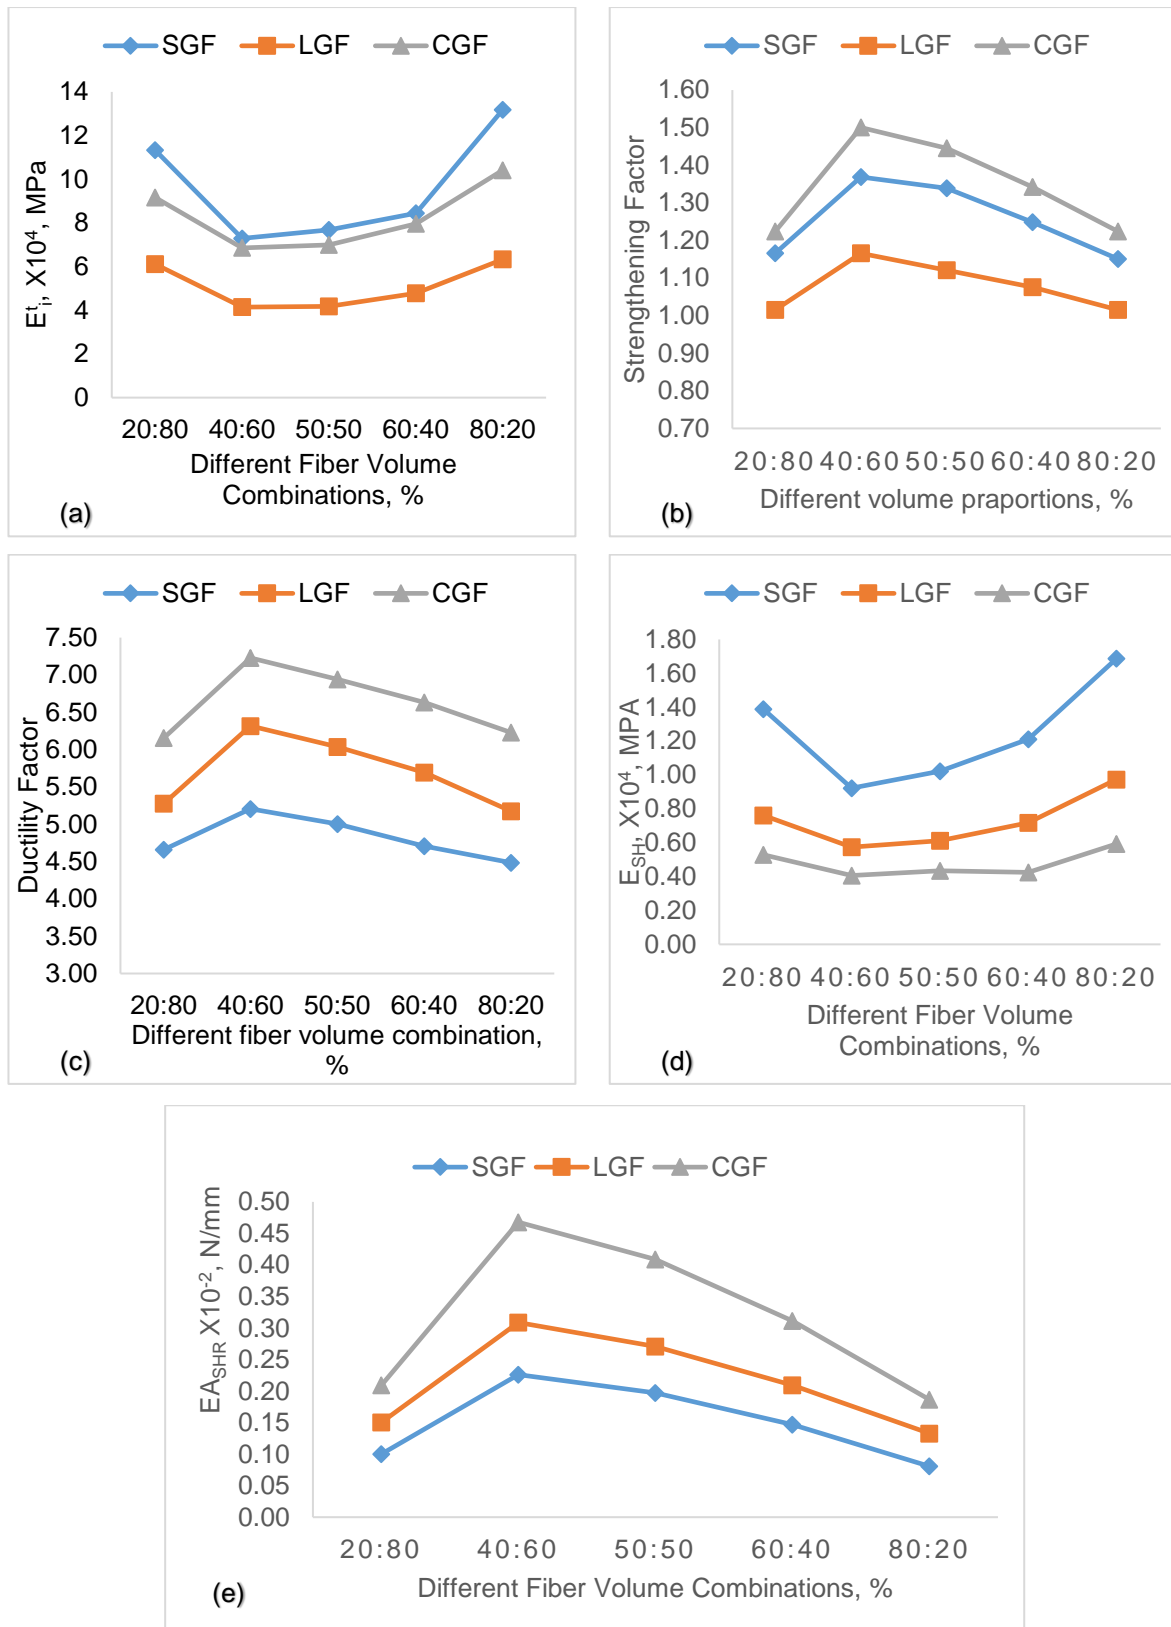 SGF LGF CGF
14
12
10
8
6
4
2
0
Eᵗᵢ, X10⁴, MPa
20:80 40:60 50:50 60:40 80:20
Different Fiber Volume
Combinations, %
(a)
SGF LGF CGF
1.60
1.50
1.40
1.30
1.20
1.10
1.00
0.90
0.80
0.70
Strengthening Factor
20:80 40:60 50:50 60:40 80:20
Different volume praportions, %
(b)
SGF LGF CGF
7.50
7.00
6.50
6.00
5.50
5.00
4.50
4.00
3.50
3.00
Ductility Factor
20:80 40:60 50:50 60:40 80:20
Different fiber volume combination,
%
(c)
SGF LGF CGF
1.80
1.60
1.40
1.20
1.00
0.80
0.60
0.40
0.20
0.00
E_SH, X10⁴, MPA
20:80 40:60 50:50 60:40 80:20
Different Fiber Volume
Combinations, %
(d)
SGF LGF CGF
0.50
0.45
0.40
0.35
0.30
0.25
0.20
0.15
0.10
0.05
0.00
EA_SHR X10⁻², N/mm
20:80 40:60 50:50 60:40 80:20
Different Fiber Volume Combinations, %
(e)